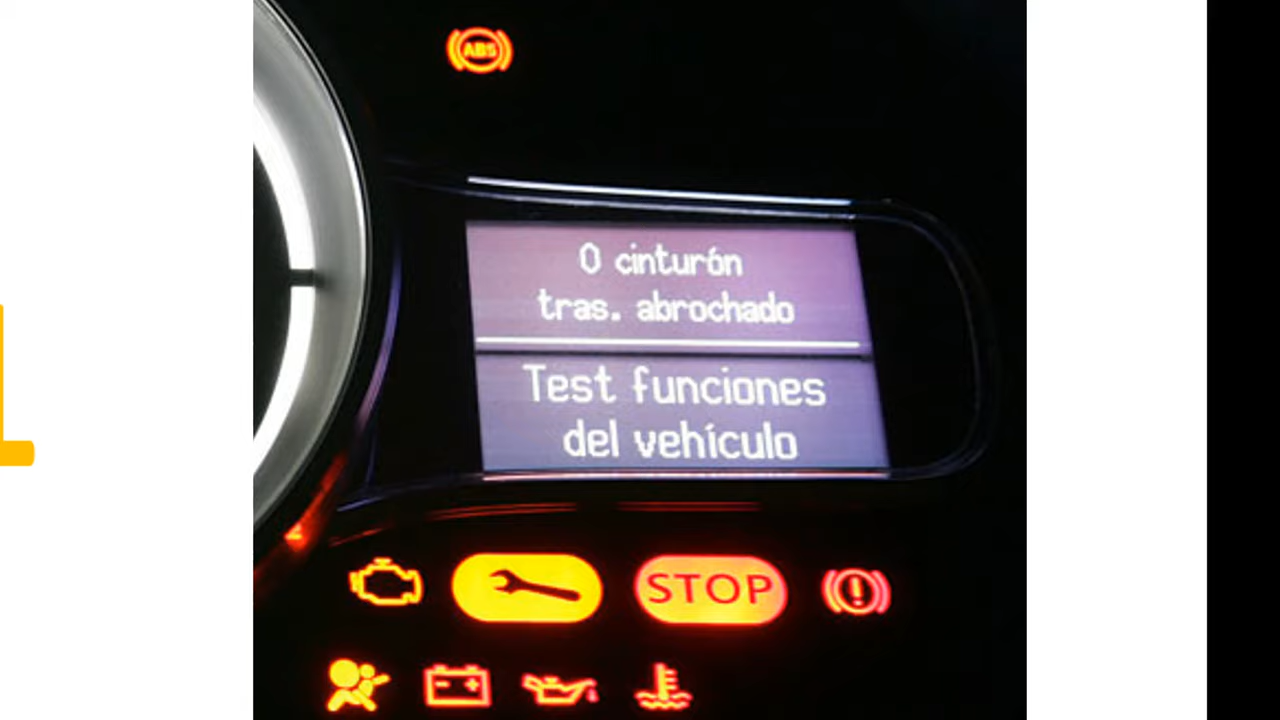 ABS
0 cinturón
tras. abrochado
Test funciones
del vehículo
STOP